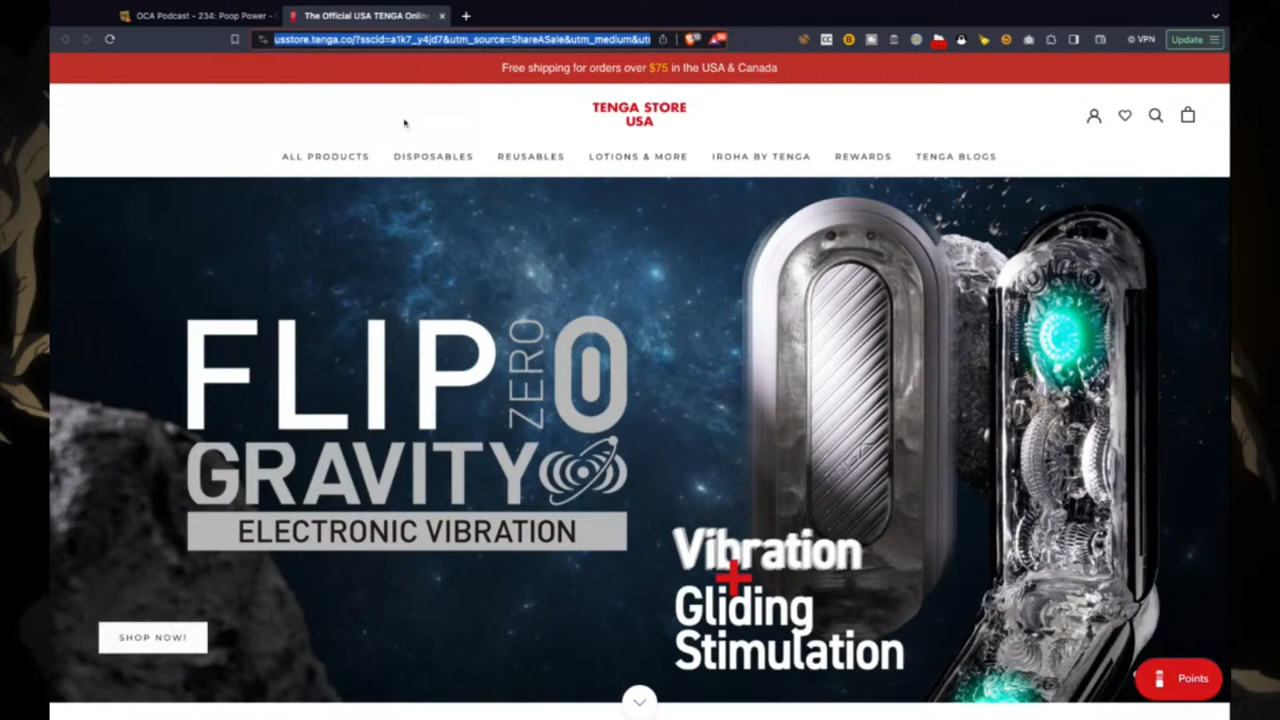 OCA Podcast - 234: Poop Power -
The Official USA TENGA Onlin
usstore.tenga.co/?sscid=a1k7_y4jd7&utm_source=ShareASale&utm_medium&ut
VPN
Update
Free shipping for orders over $75 in the USA & Canada
TENGA STORE
USA
ALL PRODUCTS DISPOSABLES REUSABLES LOTIONS & MORE IROHA BY TENGA REWARDS TENGA BLOGS
FLIP ZERO 0
GRAVITY
ELECTRONIC VIBRATION
Vibration
+
Gliding
Stimulation
SHOP NOW!
Points